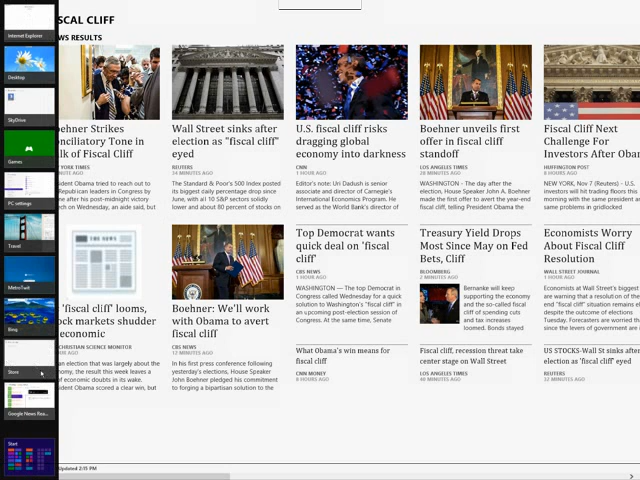 Internet Explorer
Desktop
SkyDrive
Games
PC settings
Travel
MetroTwit
Bing
Store
Google News Rea...
Start
SCAL CLIFF
WS RESULTS
oehner Strikes
onciliatory Tone in
lk of Fiscal Cliff
YORK TIMES
NUTE AGO
sident Obama tried to reach out to
Republican leaders in Congress by
ne after his post-midnight victory
ch on Wednesday, an aide said, but
Wall Street sinks after
election as "fiscal cliff"
eyed
REUTERS
34 MINUTES AGO
The Standard & Poor's 500 Index posted
its biggest daily percentage drop since
June, with all 10 S&P sectors solidly
lower and about 80 percent of stocks on
U.S. fiscal cliff risks
dragging global
economy into darkness
CNN
1 HOUR AGO
Editor's note: Uri Dadush is senior
associate and director of Carnegie's
International Economics Program. He
served as the World Bank's director of
Boehner unveils first
offer in fiscal cliff
standoff
LOS ANGELES TIMES
28 MINUTES AGO
WASHINGTON - The day after the
election, House Speaker John A. Boehner
made the first offer to avert the year-end
fiscal cliff, telling President Obama the
Fiscal Cliff Next
Challenge For
Investors After Obam
HUFFINGTON POST
8 HOURS AGO
NEW YORK, Nov 7 (Reuters) - U.S.
investors will hit trading floors this
morning with the same president an
same problems in gridlocked
'fiscal cliff' looms,
ock markets shudder
economic
CHRISTIAN SCIENCE MONITOR
HOUR AGO
an election that was largely about the
omy, the result this week leaves a
of economic doubts in its wake.
sident Obama scored a clear win, but
Boehner: We'll work
with Obama to avert
fiscal cliff
CBS NEWS
12 MINUTES AGO
In his first press conference following
yesterday's elections, House Speaker
John Boehner pledged his commitment
to forging a bipartisan solution to the
Top Democrat wants
quick deal on 'fiscal
cliff'
CBS NEWS
1 HOUR AGO
WASHINGTON — The top Democrat in
Congress called Wednesday for a quick
solution to Washington's "fiscal cliff" in
an upcoming post-election session of
Congress. At the same time, Senate
What Obama's win means for
fiscal cliff
CNN MONEY
8 HOURS AGO
Treasury Yield Drops
Most Since May on Fed
Bets, Cliff
BLOOMBERG
2 MINUTES AGO
Bernanke will keep
supporting the economy
and the so-called fiscal
cliff of spending cuts
and tax increases
loomed. Bonds stayed
Fiscal cliff, recession threat take
center stage on Wall Street
LOS ANGELES TIMES
48 MINUTES AGO
Economists Worry
About Fiscal Cliff
Resolution
WALL STREET JOURNAL
1 HOUR AGO
Economists at Wall Street's biggest
are warning that a resolution of the
end "fiscal cliff" situation remains el
despite the outcome of elections
Tuesday. Forecasters are worried th
since the levers of government are i
US STOCKS-Wall St sinks after
election as 'fiscal cliff' eyed
REUTERS
32 MINUTES AGO
Updated 2:15 PM